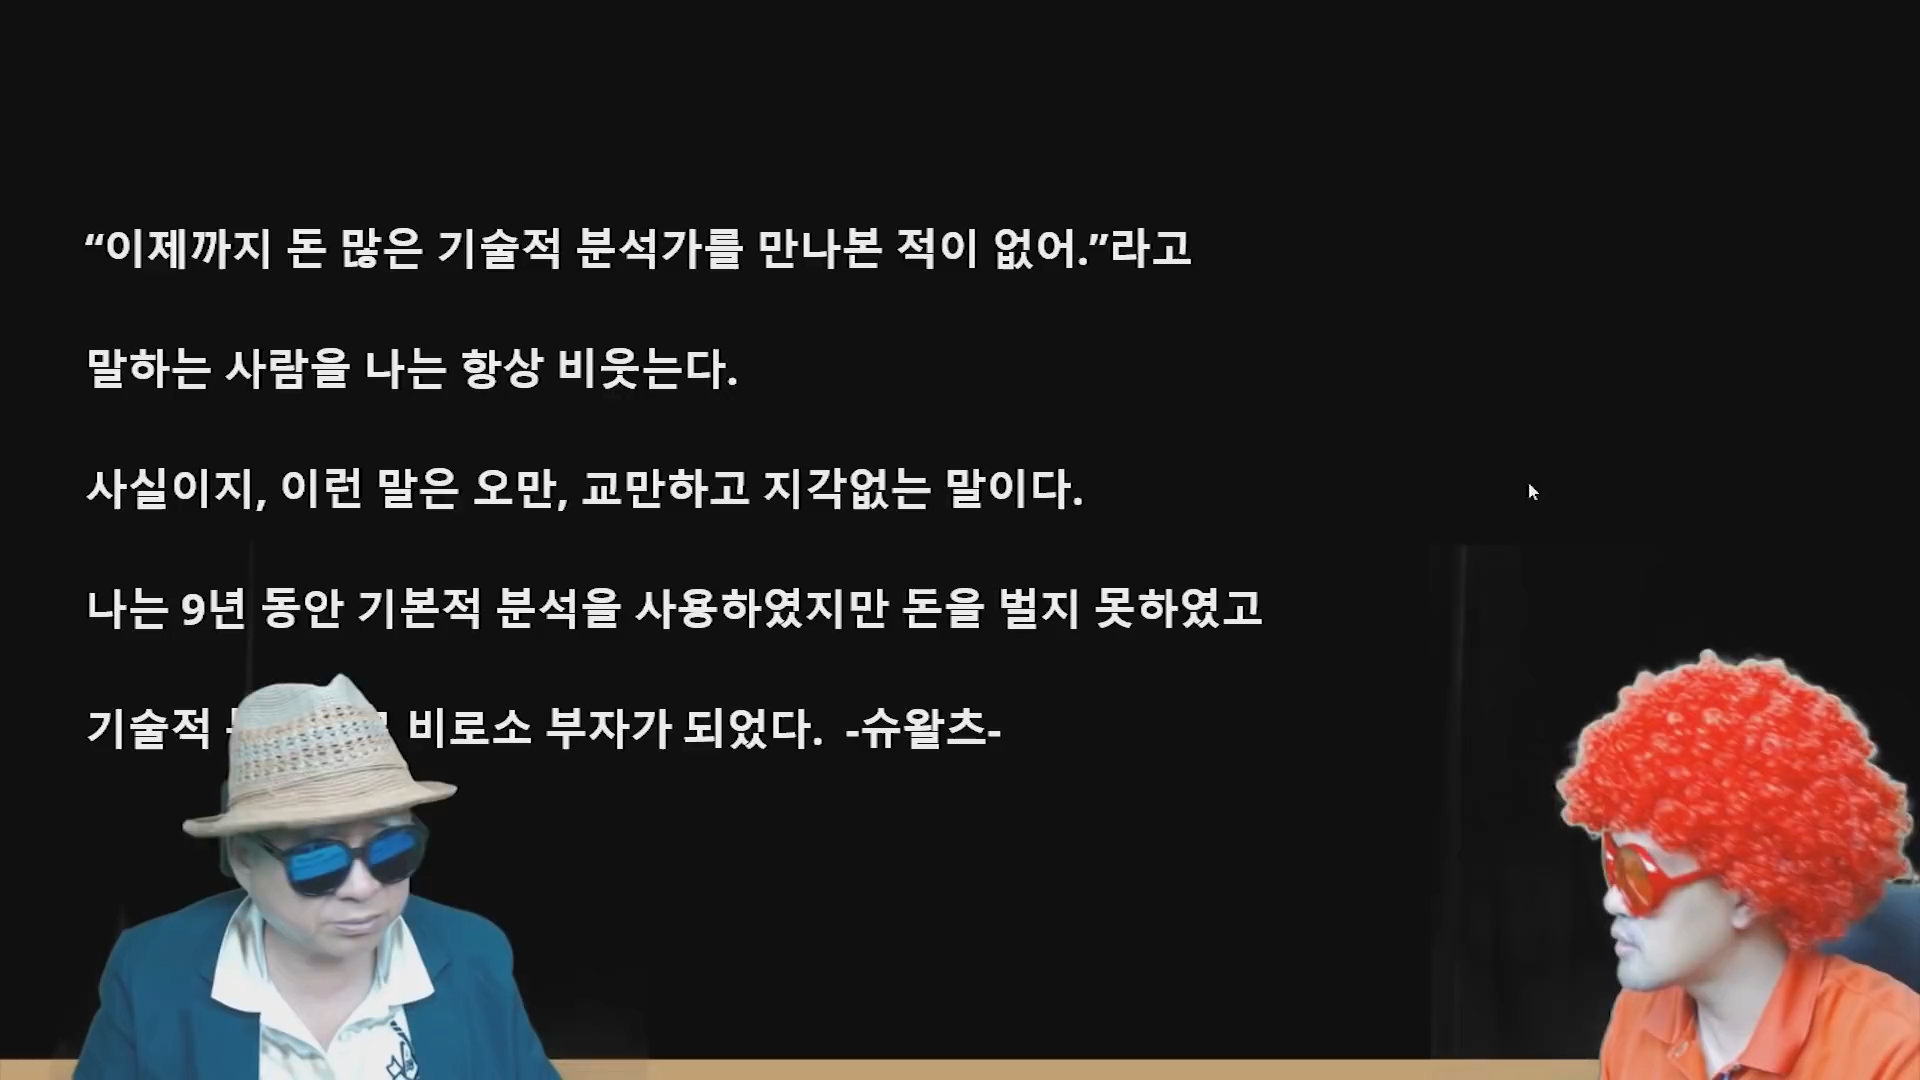 “이제까지 돈 많은 기술적 분석가를 만나본 적이 없어.”라고
말하는 사람을 나는 항상 비웃는다.
사실이지, 이런 말은 오만, 교만하고 지각없는 말이다.
나는 9년 동안 기본적 분석을 사용하였지만 돈을 벌지 못하였고
기술적 비로소 부자가 되었다. -슈왈츠-